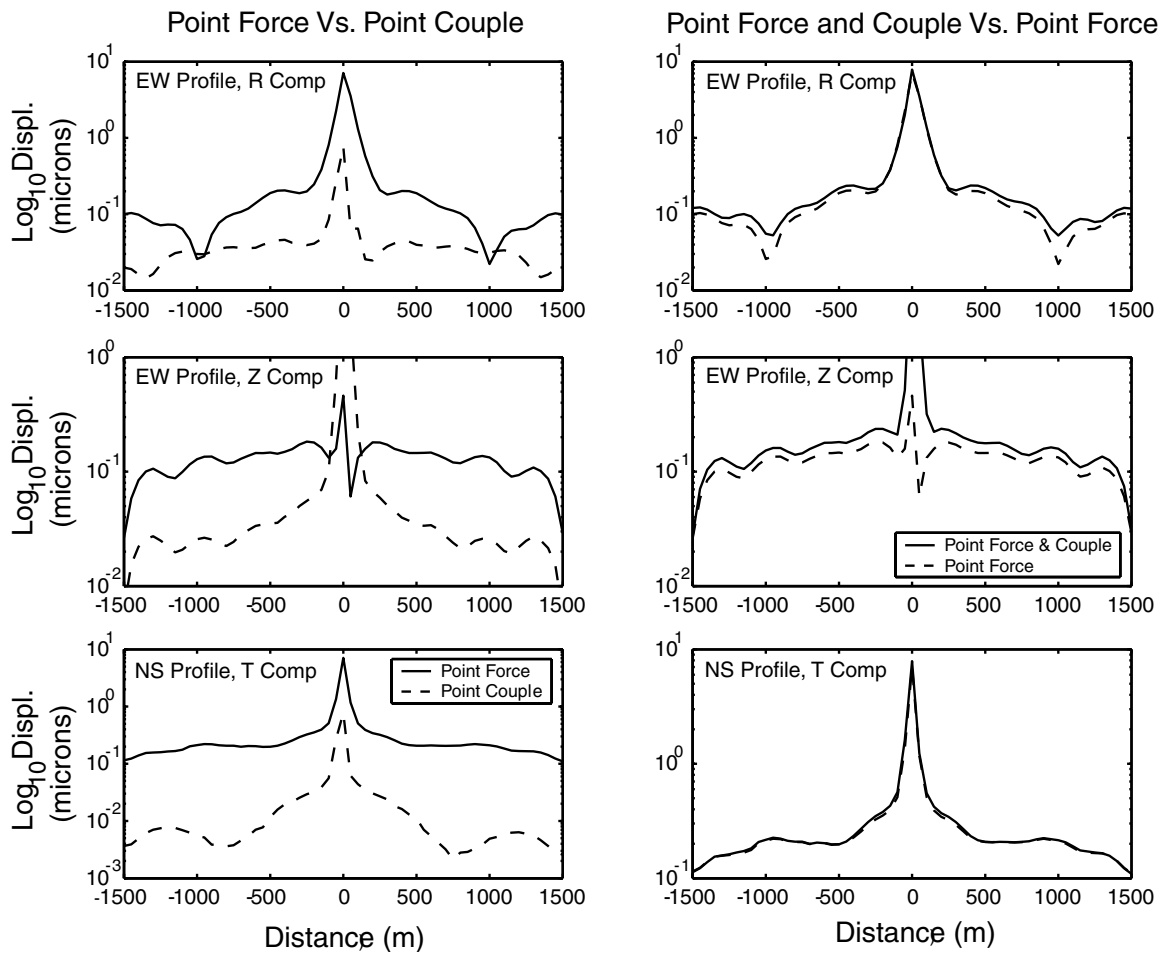 Point Force Vs. Point Couple
Point Force and Couple Vs. Point Force
EW Profile, R Comp
Log10Displ.
(microns)
10^1
10^0
10^-1
10^-2
-1500 -1000 -500 0 500 1000 1500
EW Profile, R Comp
10^1
10^0
10^-1
10^-2
-1500 -1000 -500 0 500 1000 1500
EW Profile, Z Comp
Log10Displ.
(microns)
10^0
10^-1
10^-2
-1500 -1000 -500 0 500 1000 1500
EW Profile, Z Comp
10^0
10^-1
10^-2
Point Force & Couple
Point Force
-1500 -1000 -500 0 500 1000 1500
NS Profile, T Comp
Point Force
Point Couple
Log10Displ.
(microns)
10^1
10^0
10^-1
10^-2
10^-3
-1500 -1000 -500 0 500 1000 1500
Distance, (m)
NS Profile, T Comp
10^1
10^0
10^-1
-1500 -1000 -500 0 500 1000 1500
Distance, (m)